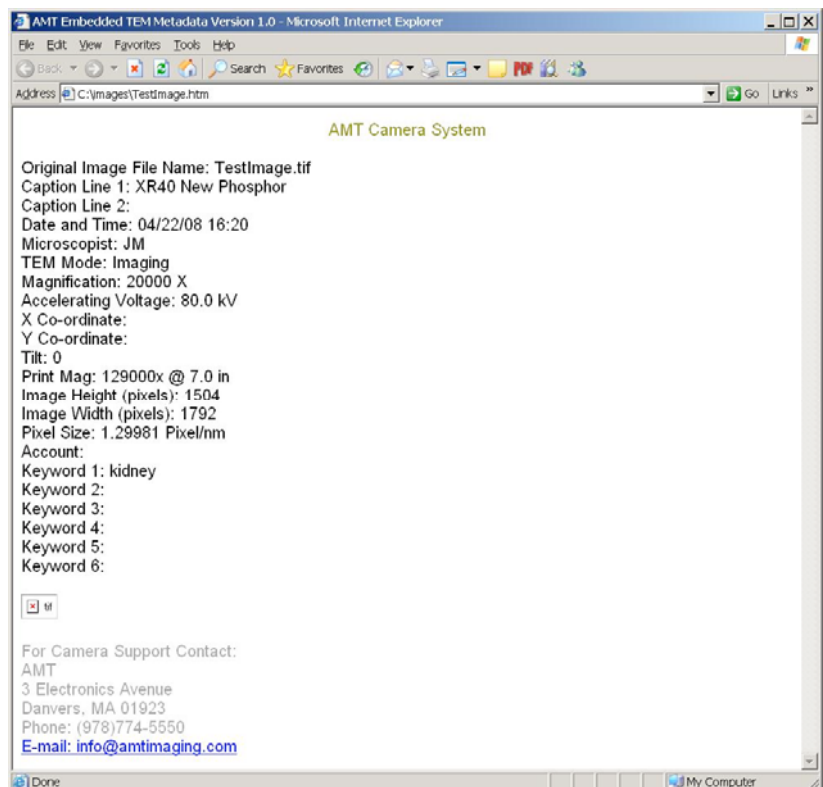 AMT Embedded TEM Metadata Version 1.0 - Microsoft Internet Explorer
File Edit View Favorites Tools Help
Back Search Favorites PDF
Address C:\images\TestImage.htm Go Links »
AMT Camera System
Original Image File Name: TestImage.tif
Caption Line 1: XR40 New Phosphor
Caption Line 2:
Date and Time: 04/22/08 16:20
Microscopist: JM
TEM Mode: Imaging
Magnification: 20000 X
Accelerating Voltage: 80.0 kV
X Co-ordinate:
Y Co-ordinate:
Tilt: 0
Print Mag: 129000x @ 7.0 in
Image Height (pixels): 1504
Image Width (pixels): 1792
Pixel Size: 1.29981 Pixel/nm
Account:
Keyword 1: kidney
Keyword 2:
Keyword 3:
Keyword 4:
Keyword 5:
Keyword 6:
tif
For Camera Support Contact:
AMT
3 Electronics Avenue
Danvers, MA 01923
Phone: (978)774-5550
E-mail: info@amtimaging.com
Done My Computer